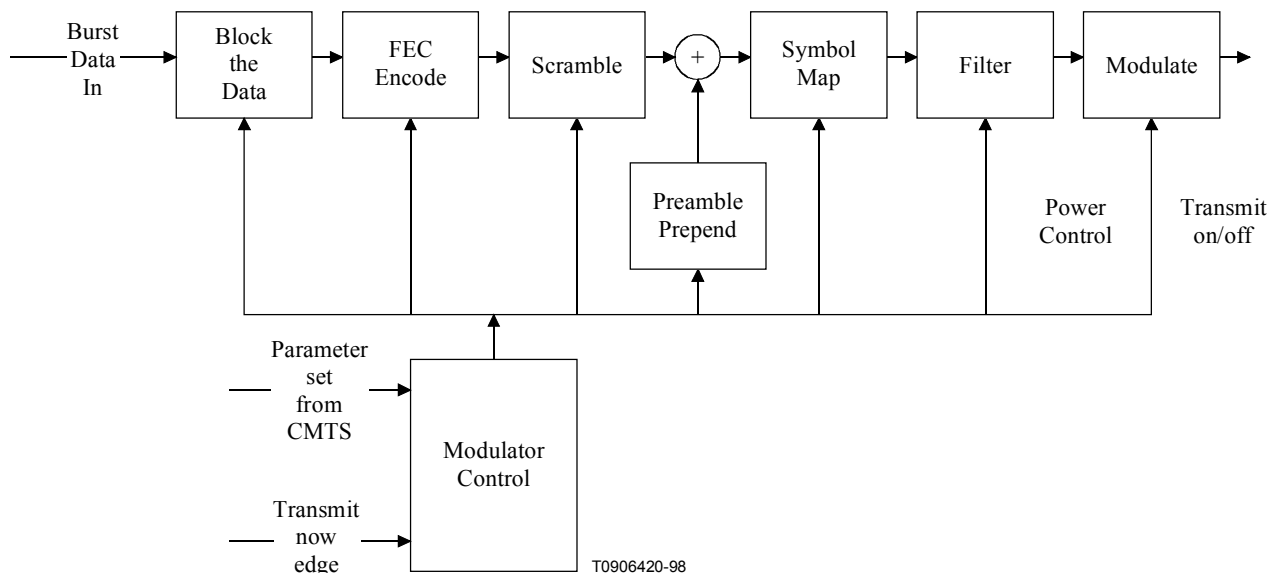 Burst
Data
In
Block
the
Data
FEC
Encode
Scramble
+
Symbol
Map
Filter
Modulate
Preamble
Prepend
Power
Control
Transmit
on/off
Parameter
set
from
CMTS
Modulator
Control
Transmit
now
edge
T0906420-98